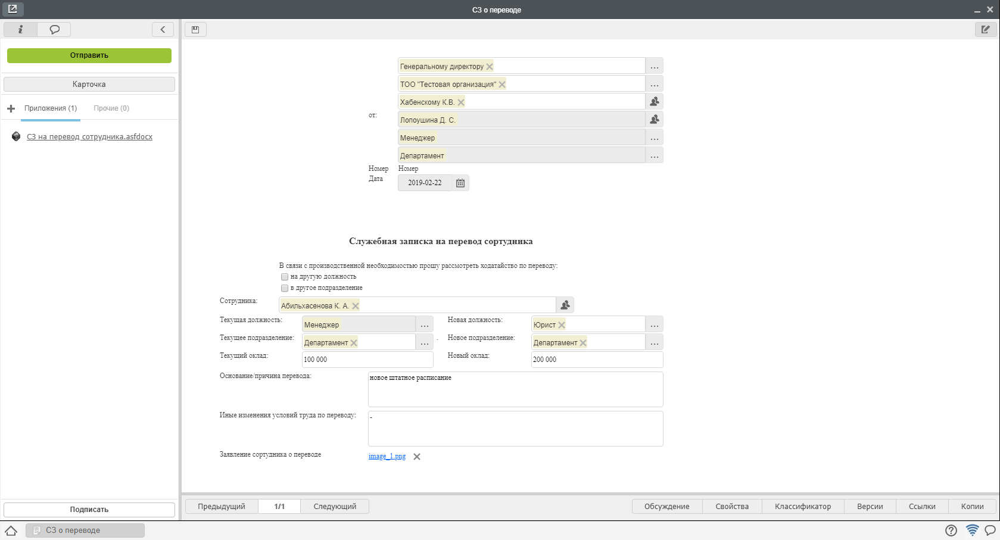 СЗ о переводе
Отправить
Карточка
Приложения (1) Прочие (0)
СЗ на перевод сотрудника.asfdocx
Подписать
Генеральному директору
...
ТОО "Тестовая организация"
...
Хабенскому К.В.
от:
Лопоушина Д. С.
Менеджер
...
Департамент
...
Номер Номер
Дата 2019-02-22
Служебная записка на перевод сортудника
В связи с производственной необходимостью прошу рассмотреть ходатайство по переводу:
на другую должность
в другое подразделение
Сотрудника: Абильхасенова К. А.
Текущая должность: Менеджер ... Новая должность: Юрист ...
Текущее подразделение: Департамент ... . Новое подразделение: Департамент ...
Текущий оклад: 100 000 Новый оклад: 200 000
Основание/причина перевода: новое штатное расписание
Иные изменения условий труда по переводу: -
Заявление сортудника о переводе image_1.png
Предыдущий 1/1 Следующий Обсуждение Свойства Классификатор Версии Ссылки Копии
СЗ о переводе